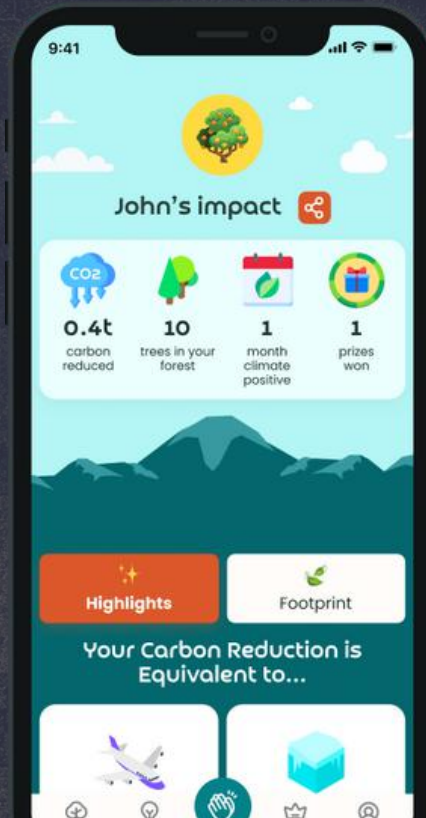 9:41
John's impact
CO2
0.4t
carbon
reduced
10
trees in your
forest
1
month
climate
positive
1
prizes
won
Highlights
Footprint
Your Carbon Reduction is
Equivalent to...